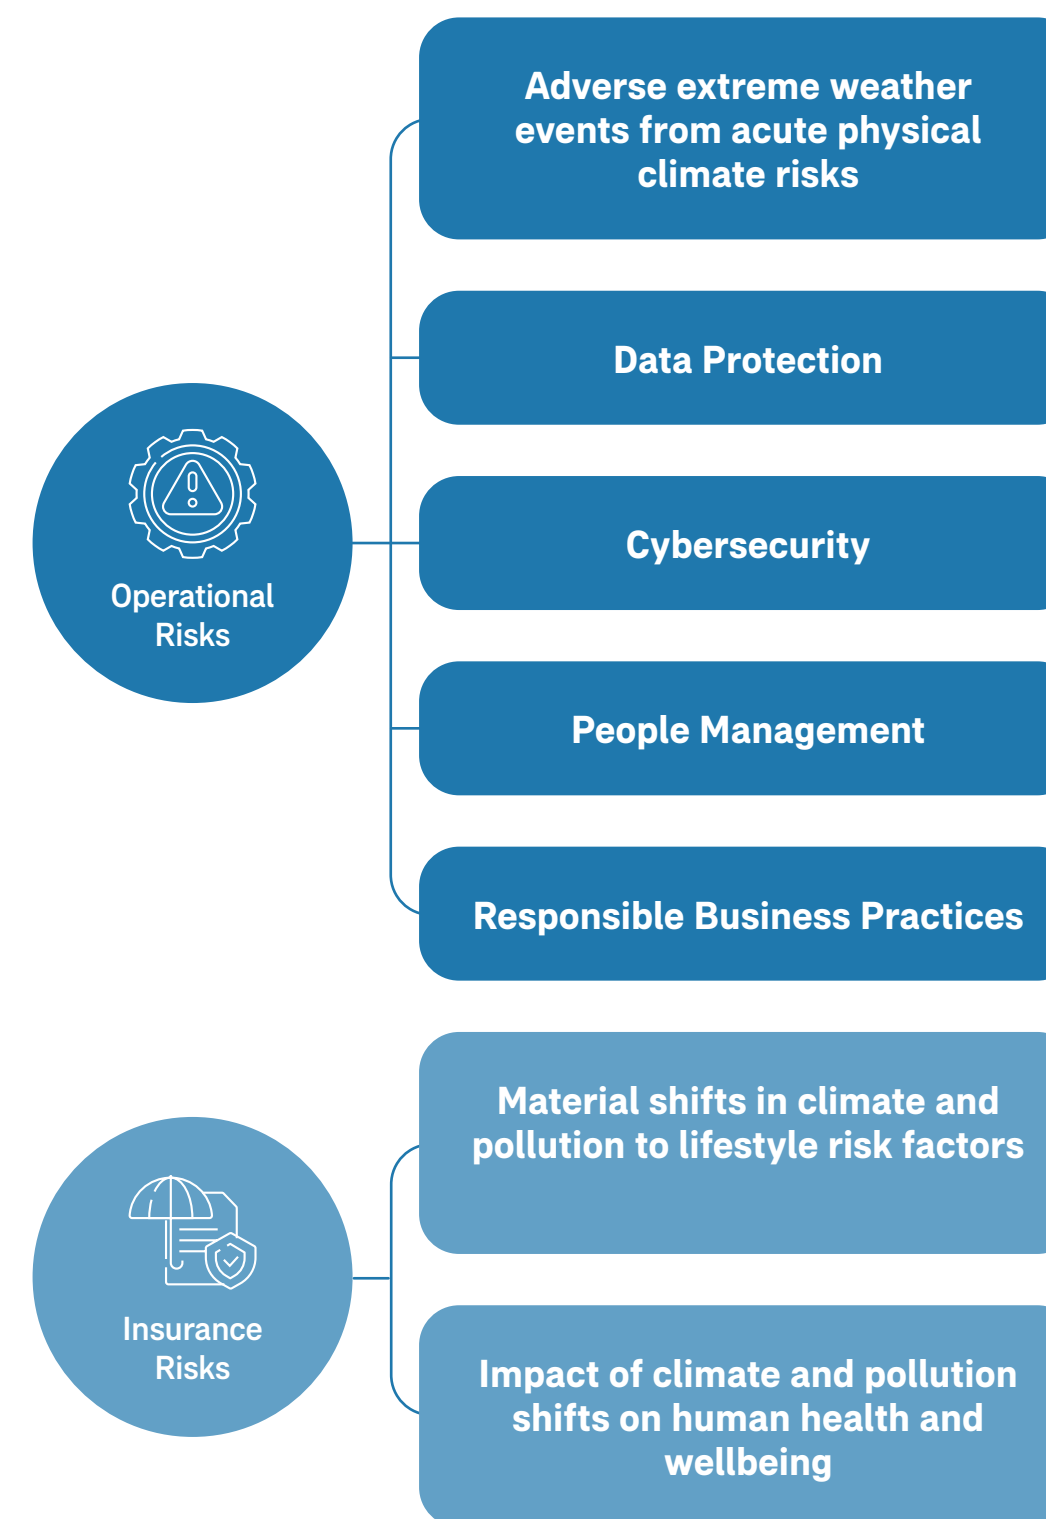 Operational
Risks
Adverse extreme weather
events from acute physical
climate risks
Data Protection
Cybersecurity
People Management
Responsible Business Practices
Insurance
Risks
Material shifts in climate and
pollution to lifestyle risk factors
Impact of climate and pollution
shifts on human health and
wellbeing